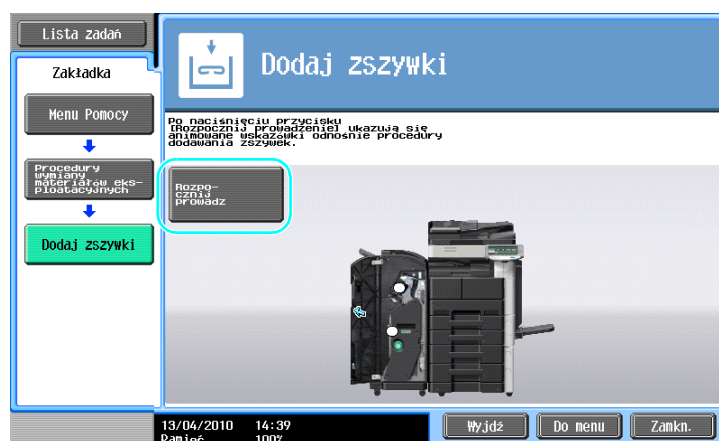 Lista zadań
Zakładka
Menu Pomocy
Procedury
wymiany
materiałów eks-
ploatacyjnych
Dodaj zszywki
Dodaj zszywki
Po naciśnięciu przycisku
[Rozpocznij prowadzenie] ukazują się
animowane wskazówki odnośnie procedury
dodawania zszywek.
Rozpo-
cznij
prowadz
13/04/2010 14:39
Pamięć 100%
Wyjdź
Do menu
Zamkn.